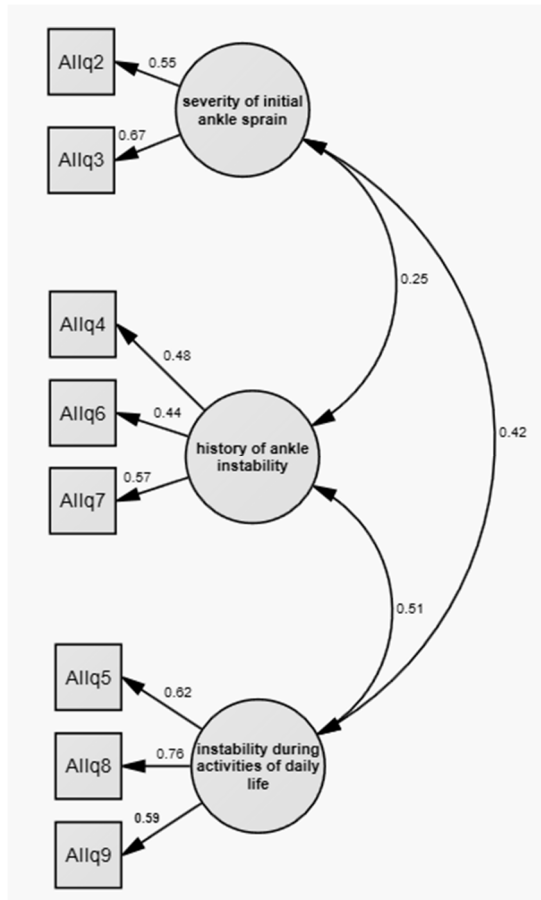 AIIq2
0.55
severity of initial
ankle sprain
AIIq3
0.67
0.25
AIIq4
0.48
AIIq6
0.44
0.42
history of ankle
instability
AIIq7
0.57
0.51
AIIq5
0.62
AIIq8
0.76
instability during
activities of daily
life
AIIq9
0.59